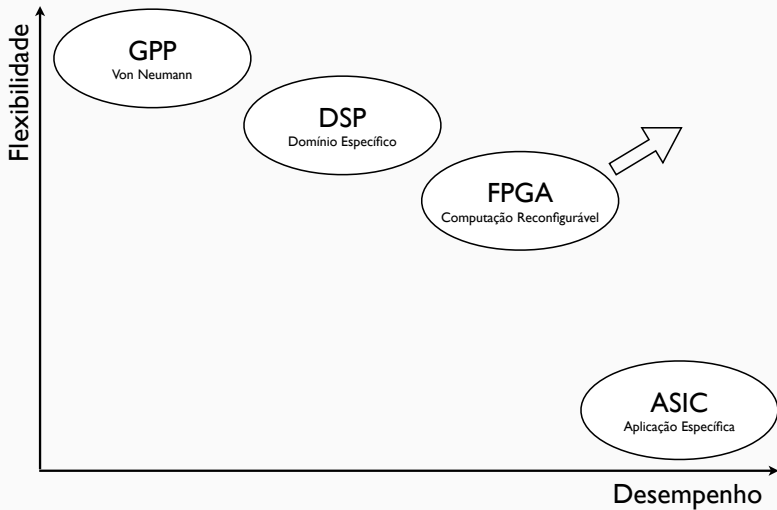 Flexibilidade
GPP
Von Neumann
DSP
Domínio Específico
FPGA
Computação Reconfigurável
ASIC
Aplicação Específica
Desempenho